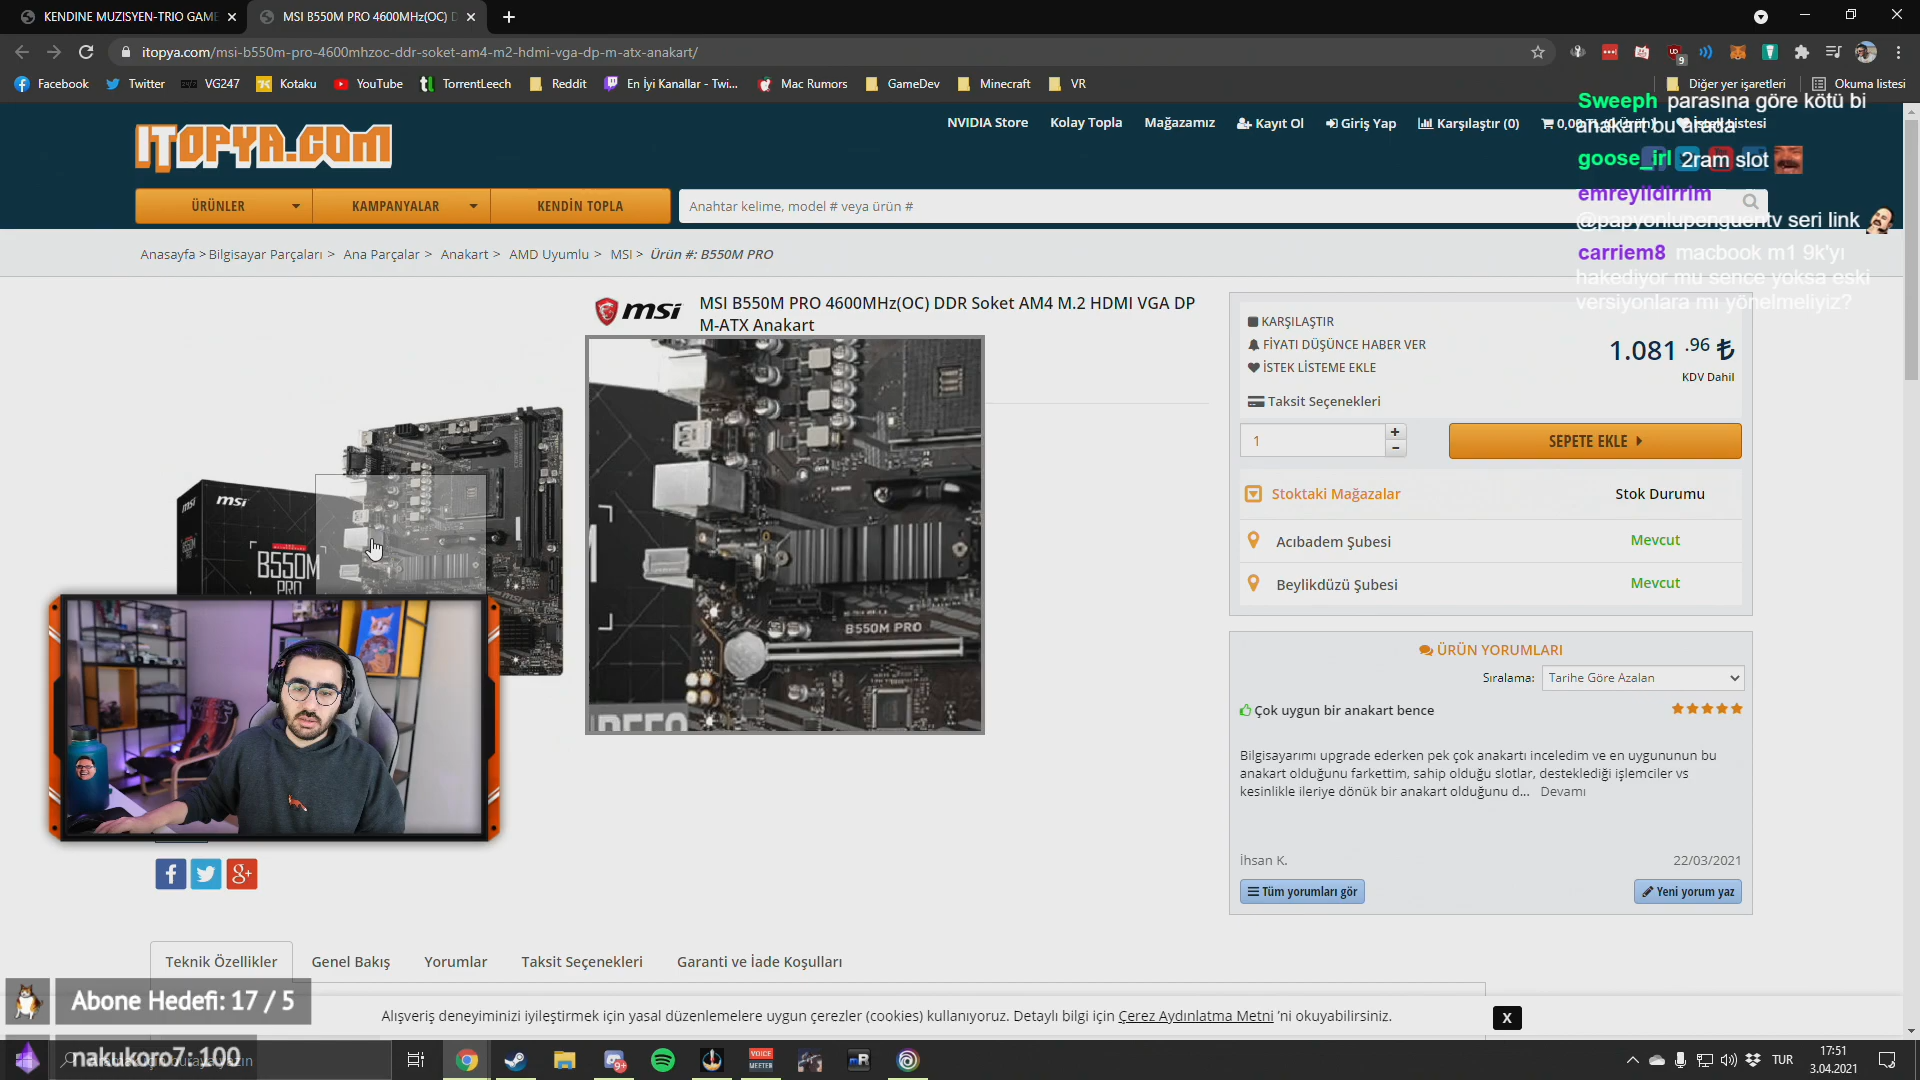 KENDINE MUZISYEN-TRIO GAME
MSI B550M PRO 4600MHz(OC) D
itopya.com/msi-b550m-pro-4600mhzoc-ddr-soket-am4-m2-hdmi-vga-dp-m-atx-anakart/
Facebook
Twitter
VG247
Kotaku
YouTube
TorrentLeech
Reddit
En İyi Kanallar - Twi...
Mac Rumors
GameDev
Minecraft
VR
Diğer yer işaretleri
Okuma listesi
ITOPYA.COM
NVIDIA Store
Kolay Topla
Mağazamız
Kayıt Ol
Giriş Yap
Karşılaştır (0)
Sweeph parasına göre kötü bi
anakart bu arada
goose_irl 2ram slot
emreyildirrim
@papyonlupenguentv seri link
carriem8 macbook m1 9k'yı
hakediyor mu sence yoksa eski
versiyonlara mı yönelmeliyiz?
ÜRÜNLER
KAMPANYALAR
KENDİN TOPLA
Anahtar kelime, model # veya ürün #
Anasayfa > Bilgisayar Parçaları > Ana Parçalar > Anakart > AMD Uyumlu > MSI > Ürün #: B550M PRO
msi
MSI B550M PRO 4600MHz(OC) DDR Soket AM4 M.2 HDMI VGA DP
M-ATX Anakart
msi
msi
B550M
PRO
B550M PRO
KARŞILAŞTIR
FİYATI DÜŞÜNCE HABER VER
İSTEK LİSTEME EKLE
1.081 .96 ₺
KDV Dahil
Taksit Seçenekleri
1
+
−
SEPETE EKLE
Stoktaki Mağazalar
Stok Durumu
Acıbadem Şubesi
Mevcut
Beylikdüzü Şubesi
Mevcut
ÜRÜN YORUMLARI
Sıralama:
Tarihe Göre Azalan
Çok uygun bir anakart bence
Bilgisayarımı upgrade ederken pek çok anakartı inceledim ve en uygununun bu
anakart olduğunu farkettim, sahip olduğu slotlar, desteklediği işlemciler vs
kesinlikle ileriye dönük bir anakart olduğunu d... Devamı
İhsan K.
22/03/2021
Tüm yorumları gör
Yeni yorum yaz
Teknik Özellikler
Genel Bakış
Yorumlar
Taksit Seçenekleri
Garanti ve İade Koşulları
Abone Hedefi: 17 / 5
Alışveriş deneyiminizi iyileştirmek için yasal düzenlemelere uygun çerezler (cookies) kullanıyoruz. Detaylı bilgi için Çerez Aydınlatma Metni 'ni okuyabilirsiniz.
X
nakukoro7: 100
VOICE
MEETER
TUR
17:51
3.04.2021